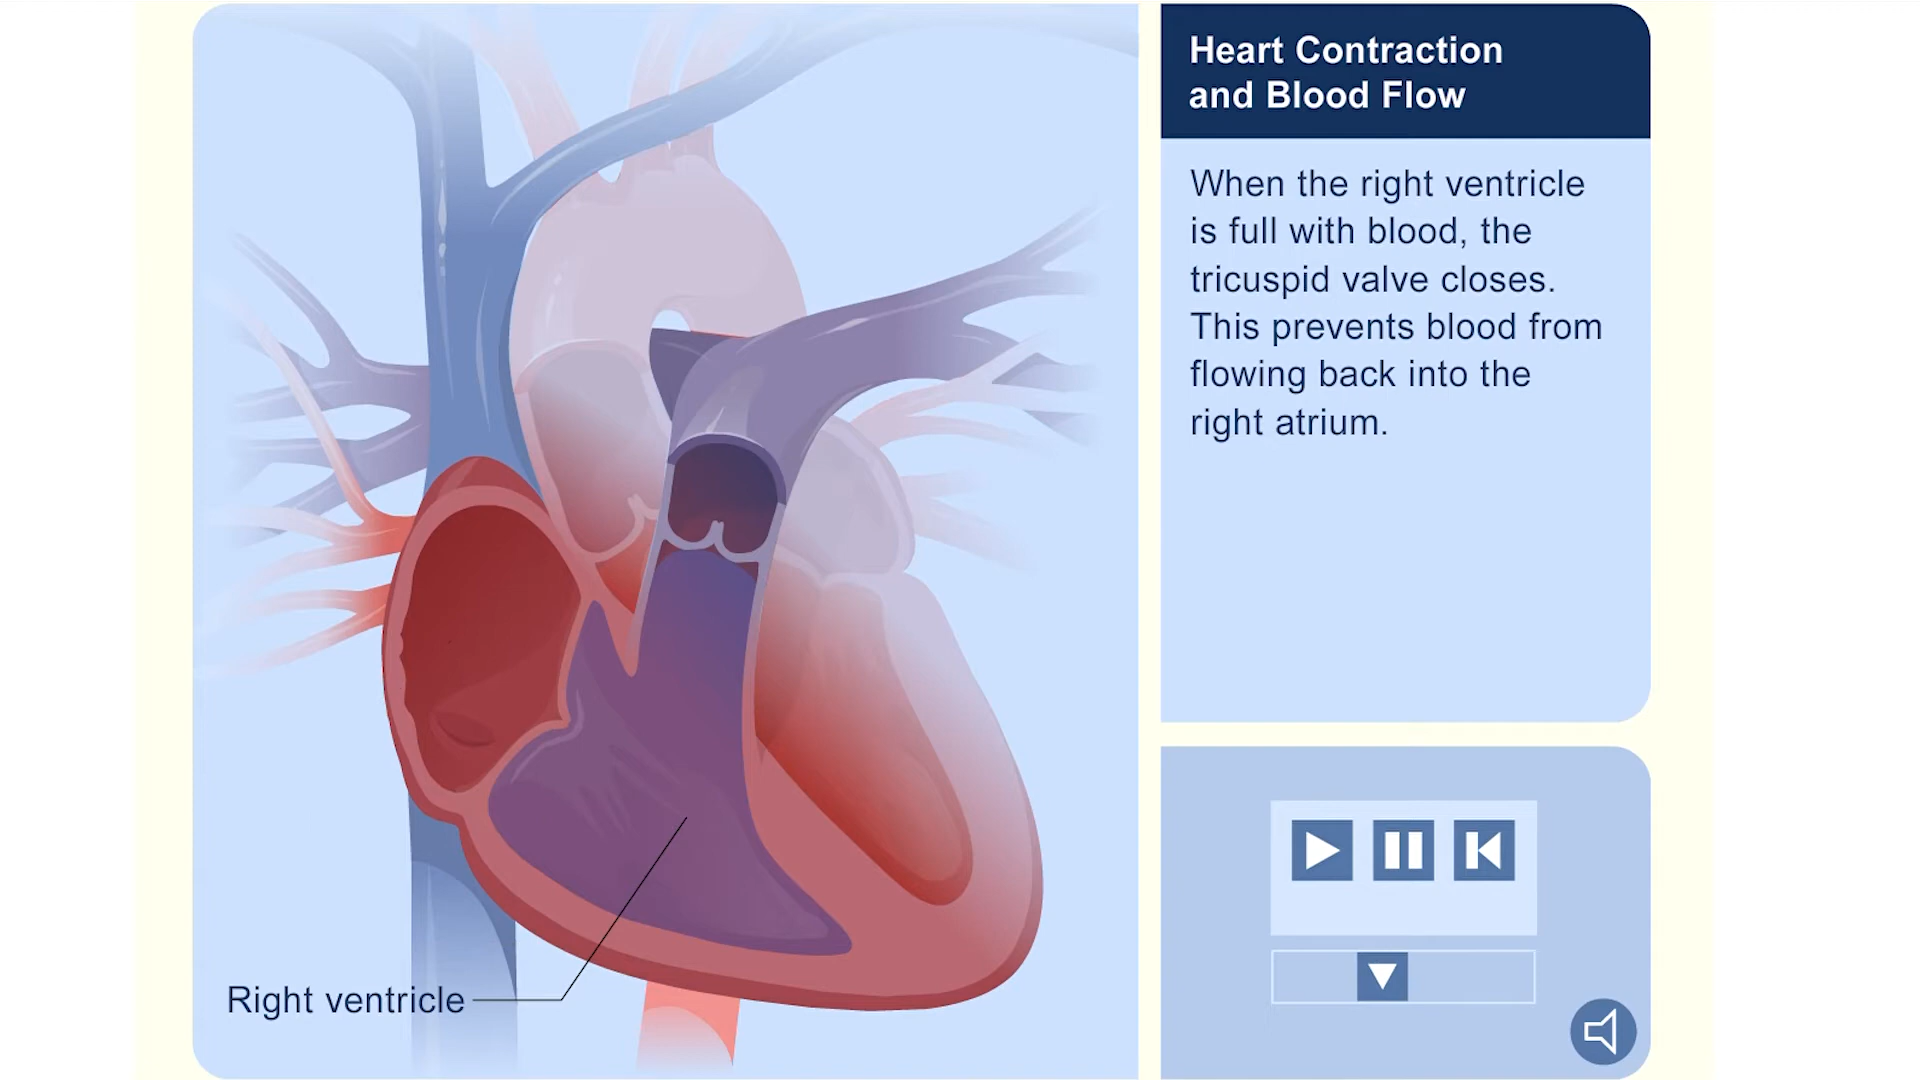 Heart Contraction
and Blood Flow
When the right ventricle
is full with blood, the
tricuspid valve closes.
This prevents blood from
flowing back into the
right atrium.
Right ventricle